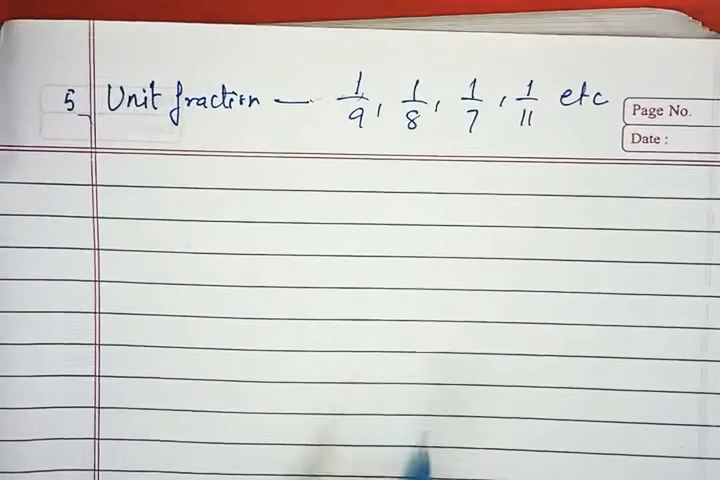 5 Unit fraction — 1/9, 1/8, 1/7, 1/11 etc
Page No.
Date :